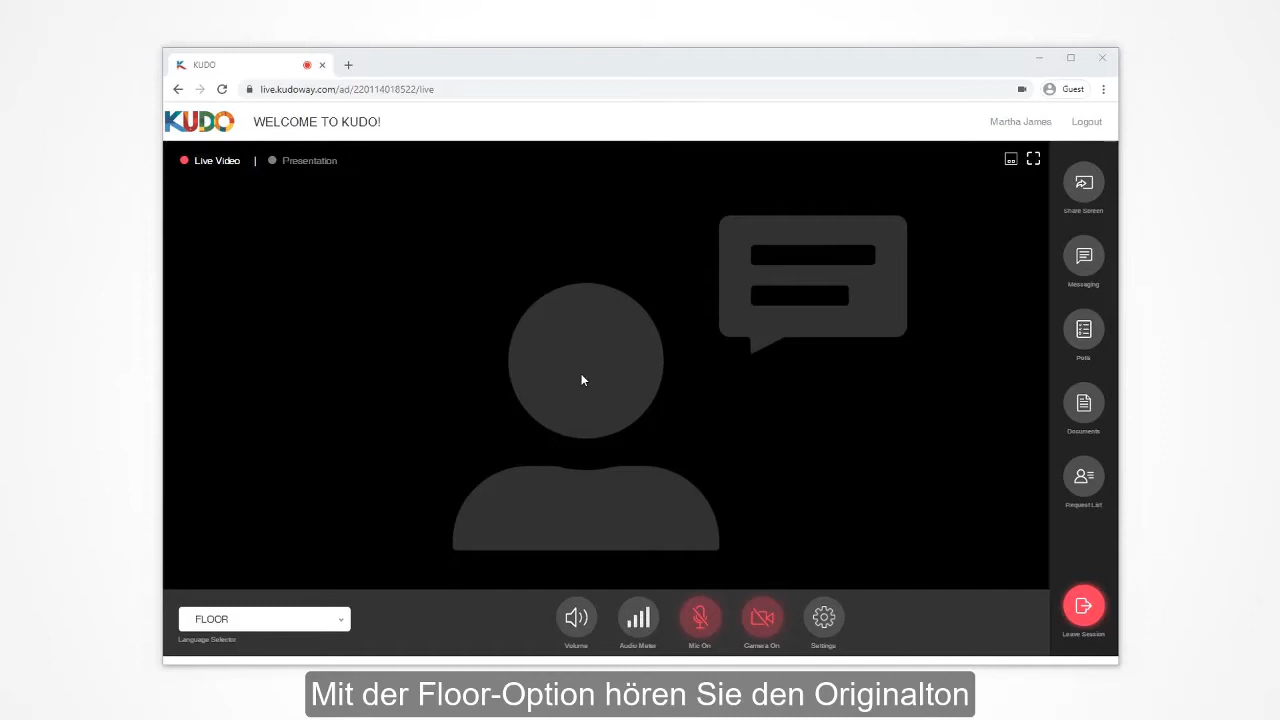 KUDO
live.kudoway.com/ad/220114018522/live
Guest
KUDO
WELCOME TO KUDO!
Martha James
Logout
Live Video | Presentation
Share Screen
Messaging
Polls
Documents
Request List
Leave Session
FLOOR
Language Selector
Volume
Audio Meter
Mic On
Camera On
Settings
Mit der Floor-Option hören Sie den Originalton